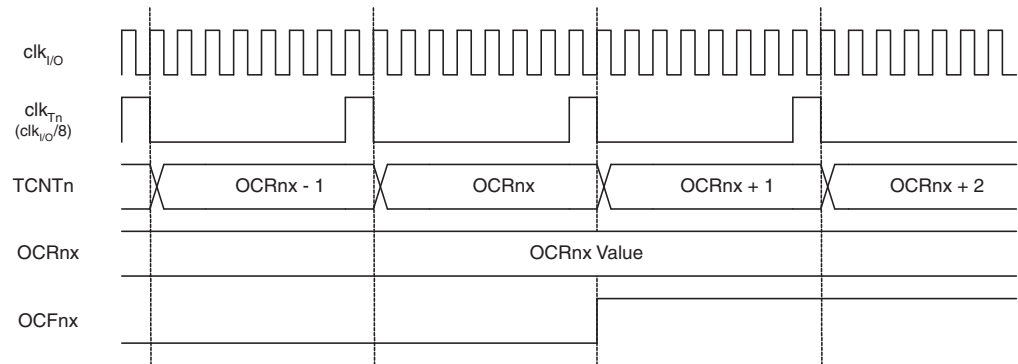 clkI/O
clkTn
(clkI/O/8)
TCNTn
OCRnx - 1
OCRnx
OCRnx + 1
OCRnx + 2
OCRnx
OCRnx Value
OCFnx